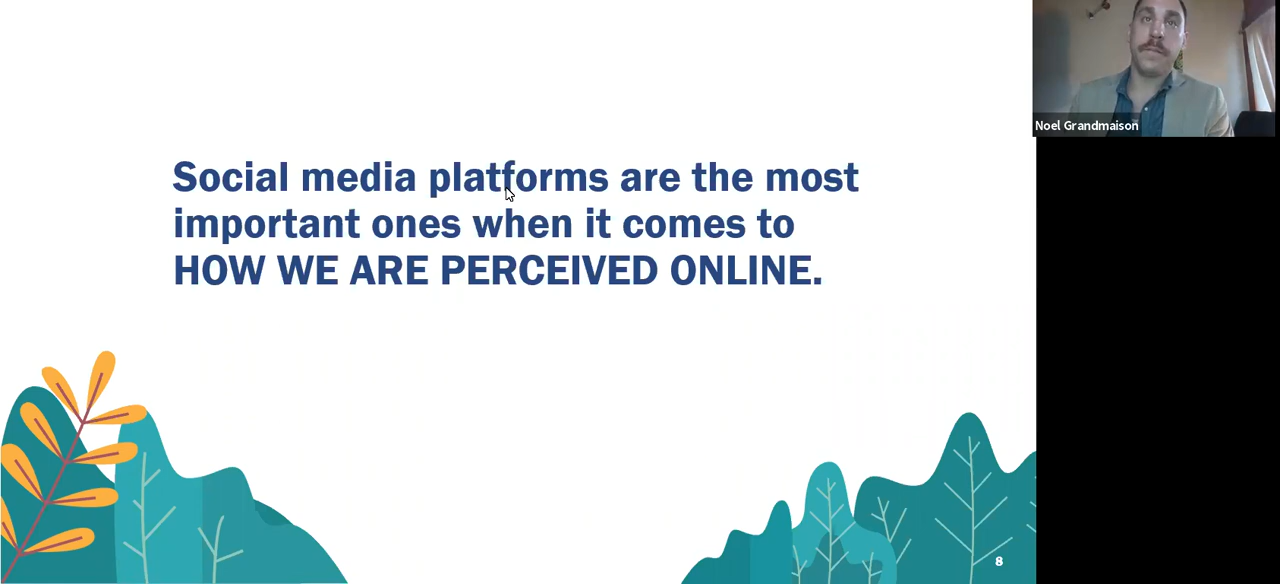 Noel Grandmaison
Social media platforms are the most
important ones when it comes to
HOW WE ARE PERCEIVED ONLINE.
8